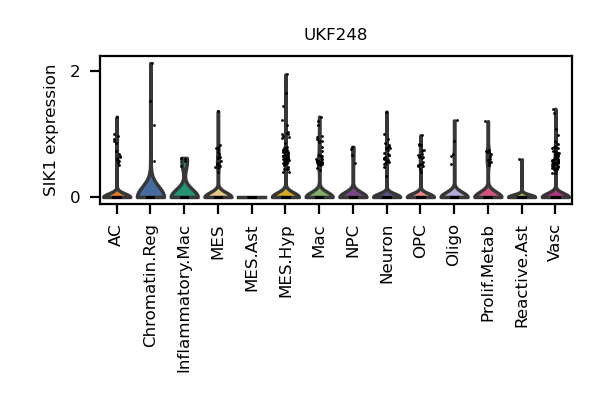 UKF248
SIK1 expression
2
0
AC
Chromatin.Reg
Inflammatory.Mac
MES
MES.Ast
MES.Hyp
Mac
NPC
Neuron
OPC
Oligo
Prolif.Metab
Reactive.Ast
Vasc